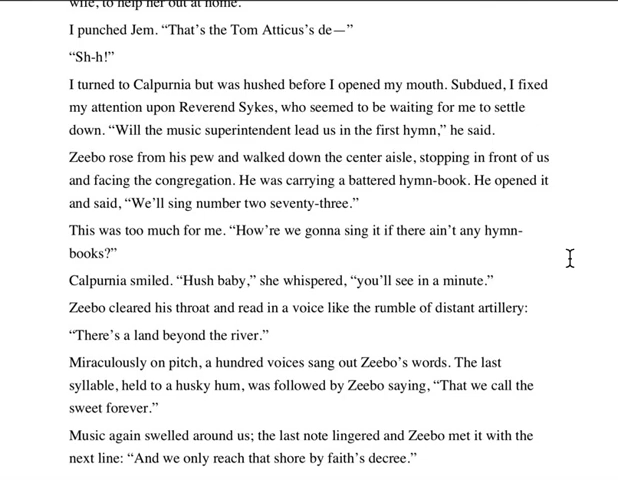 wife, to help her out at home.
I punched Jem. “That’s the Tom Atticus’s de—”
“Sh-h!”
I turned to Calpurnia but was hushed before I opened my mouth. Subdued, I fixed
my attention upon Reverend Sykes, who seemed to be waiting for me to settle
down. “Will the music superintendent lead us in the first hymn,” he said.
Zeebo rose from his pew and walked down the center aisle, stopping in front of us
and facing the congregation. He was carrying a battered hymn-book. He opened it
and said, “We’ll sing number two seventy-three.”
This was too much for me. “How’re we gonna sing it if there ain’t any hymn-
books?”
Calpurnia smiled. “Hush baby,” she whispered, “you’ll see in a minute.”
Zeebo cleared his throat and read in a voice like the rumble of distant artillery:
“There’s a land beyond the river.”
Miraculously on pitch, a hundred voices sang out Zeebo’s words. The last
syllable, held to a husky hum, was followed by Zeebo saying, “That we call the
sweet forever.”
Music again swelled around us; the last note lingered and Zeebo met it with the
next line: “And we only reach that shore by faith’s decree.”